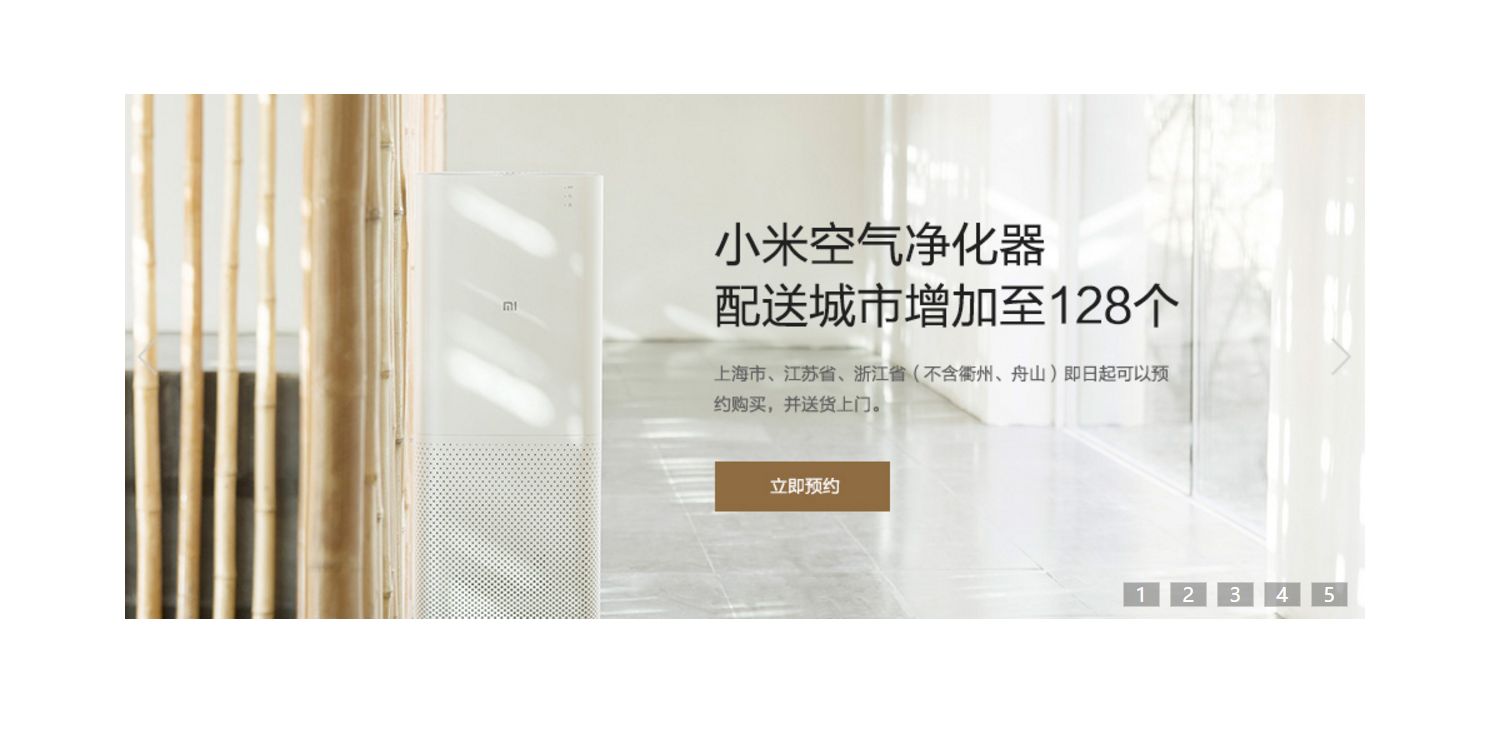 小米空气净化器
配送城市增加至128个
上海市、江苏省、浙江省（不含衢州、舟山）即日起可以预
约购买，并送货上门。
立即预约
MI
1 2 3 4 5